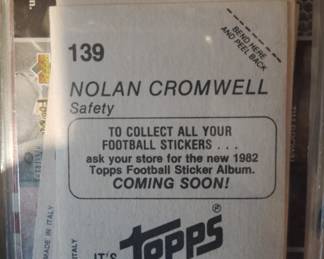 BEND HERE
AND PEEL BACK
139
NOLAN CROMWELL
Safety
TO COLLECT ALL YOUR
FOOTBALL STICKERS . . .
ask your store for the new 1982
Topps Football Sticker Album.
COMING SOON!
MADE IN ITALY
IT'S Topps®